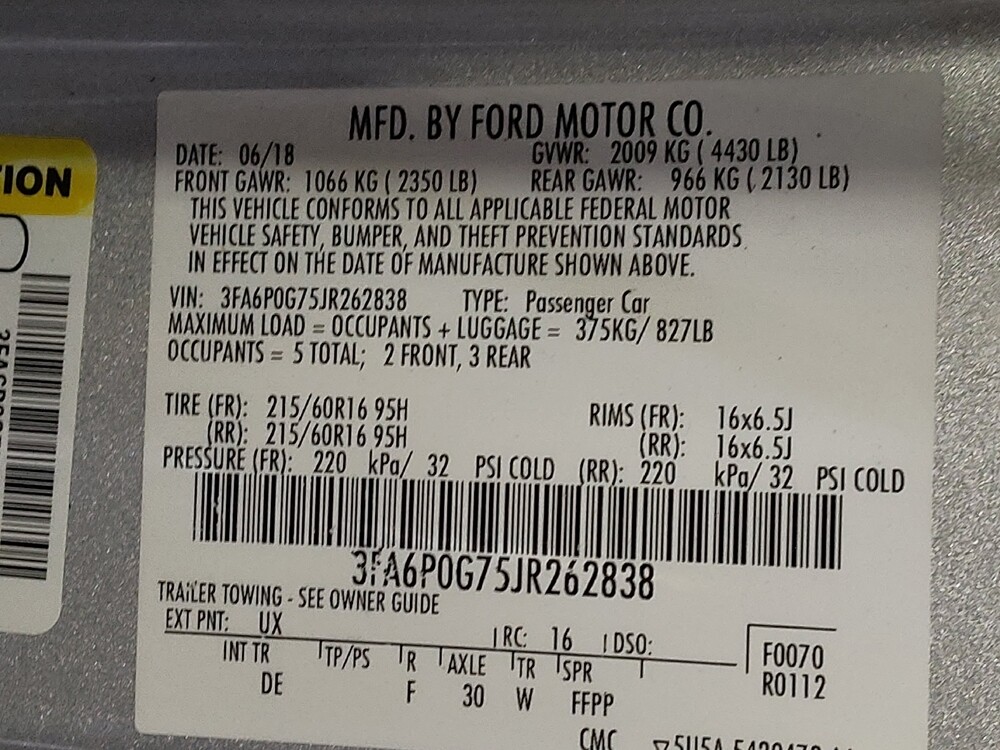 MFD. BY FORD MOTOR CO.
DATE: 06/18 GVWR: 2009 KG ( 4430 LB)
FRONT GAWR: 1066 KG ( 2350 LB) REAR GAWR: 966 KG ( 2130 LB)
THIS VEHICLE CONFORMS TO ALL APPLICABLE FEDERAL MOTOR
VEHICLE SAFETY, BUMPER, AND THEFT PREVENTION STANDARDS
IN EFFECT ON THE DATE OF MANUFACTURE SHOWN ABOVE.
VIN: 3FA6P0G75JR262838 TYPE: Passenger Car
MAXIMUM LOAD = OCCUPANTS + LUGGAGE = 375KG/ 827LB
OCCUPANTS = 5 TOTAL; 2 FRONT, 3 REAR
TIRE (FR): 215/60R16 95H RIMS (FR): 16x6.5J
(RR): 215/60R16 95H (RR): 16x6.5J
PRESSURE (FR): 220 kPa/ 32 PSI COLD (RR): 220 kPa/ 32 PSI COLD
3FA6P0G75JR262838
TRAILER TOWING - SEE OWNER GUIDE
EXT PNT: UX RC: 16 DSO:
INT TR TP/PS R AXLE TR SPR F0070
DE F 30 W FFPP R0112
CMC
ION